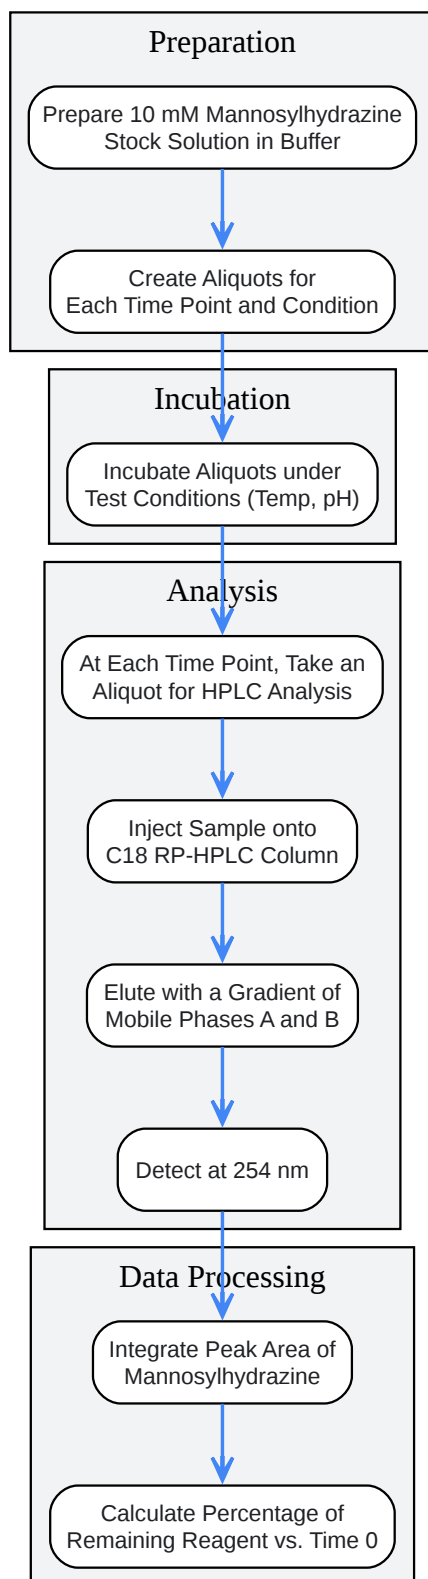 Preparation
Prepare 10 mM Mannosylhydrazine
Stock Solution in Buffer
Create Aliquots for
Each Time Point and Condition
Incubation
Incubate Aliquots under
Test Conditions (Temp, pH)
Analysis
At Each Time Point, Take an
Aliquot for HPLC Analysis
Inject Sample onto
C18 RP-HPLC Column
Elute with a Gradient of
Mobile Phases A and B
Detect at 254 nm
Data Processing
Integrate Peak Area of
Mannosylhydrazine
Calculate Percentage of
Remaining Reagent vs. Time 0